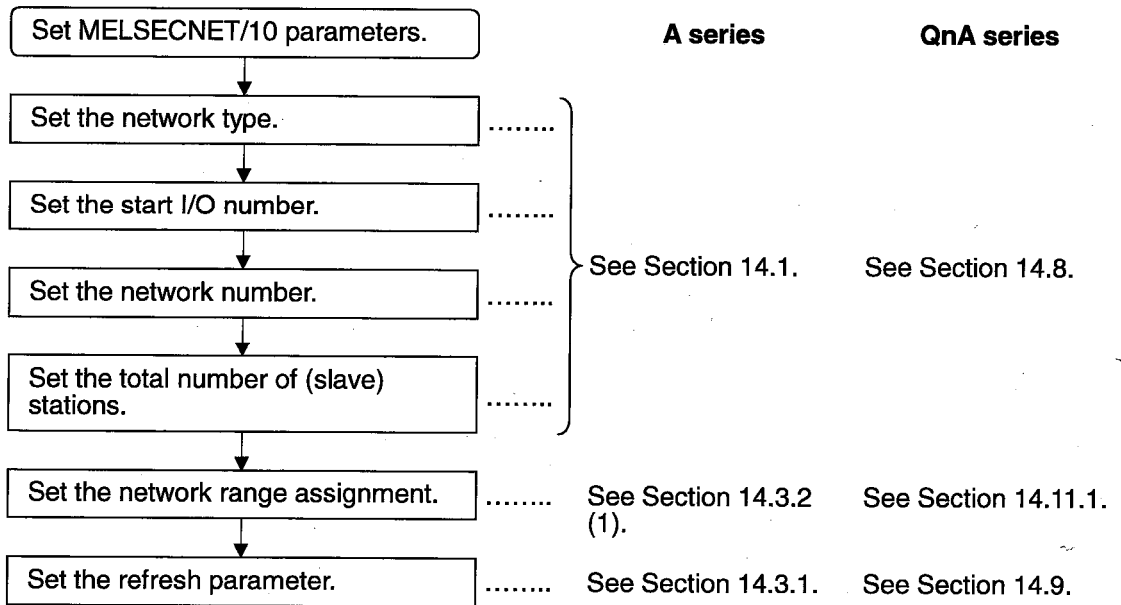 Set MELSECNET/10 parameters.
A series
QnA series
Set the network type.
........
Set the start I/O number.
........
Set the network number.
........
See Section 14.1.
See Section 14.8.
Set the total number of (slave)
stations.
........
Set the network range assignment.
........
See Section 14.3.2
(1).
See Section 14.11.1.
Set the refresh parameter.
........
See Section 14.3.1.
See Section 14.9.